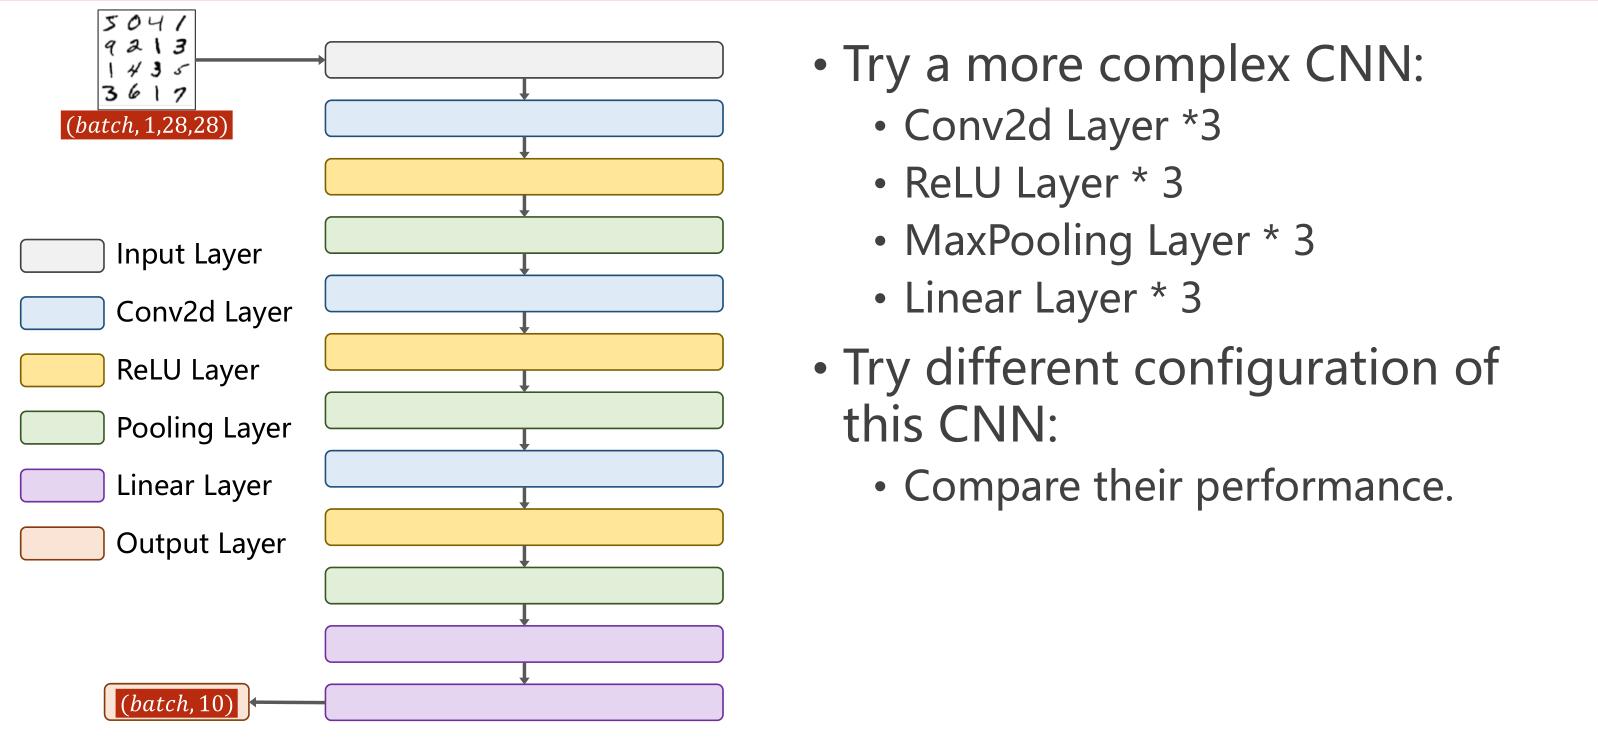 5 0 4 1
9 2 1 3
1 4 3 5
3 6 1 7
(batch, 1,28,28)
Input Layer
Conv2d Layer
ReLU Layer
Pooling Layer
Linear Layer
Output Layer
(batch, 10)
• Try a more complex CNN:
• Conv2d Layer *3
• ReLU Layer * 3
• MaxPooling Layer * 3
• Linear Layer * 3
• Try different configuration of
this CNN:
• Compare their performance.